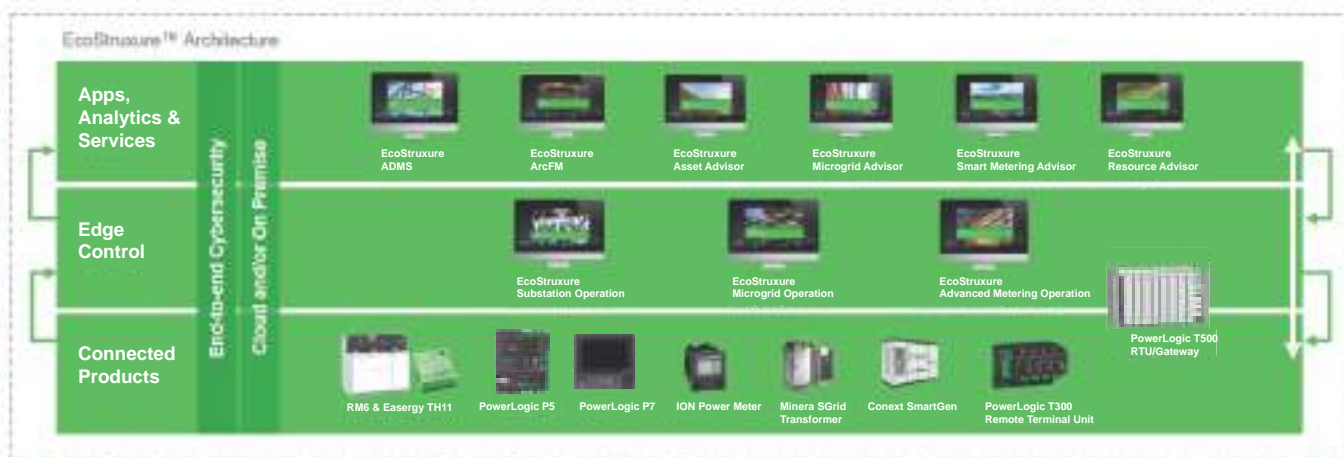 EcoStruxure™ Architecture
Apps,
Analytics &
Services
End-to-end Cybersecurity
Cloud and/or On Premise
EcoStruxure
ADMS
EcoStruxure
ArcFM
EcoStruxure
Asset Advisor
EcoStruxure
Microgrid Advisor
EcoStruxure
Smart Metering Advisor
EcoStruxure
Resource Advisor
Edge
Control
EcoStruxure
Substation Operation
EcoStruxure
Microgrid Operation
EcoStruxure
Advanced Metering Operation
PowerLogic T500
RTU/Gateway
Connected
Products
RM6 & Easergy TH11
PowerLogic P5
PowerLogic P7
ION Power Meter
Minera SGrid
Transformer
Conext SmartGen
PowerLogic T300
Remote Terminal Unit